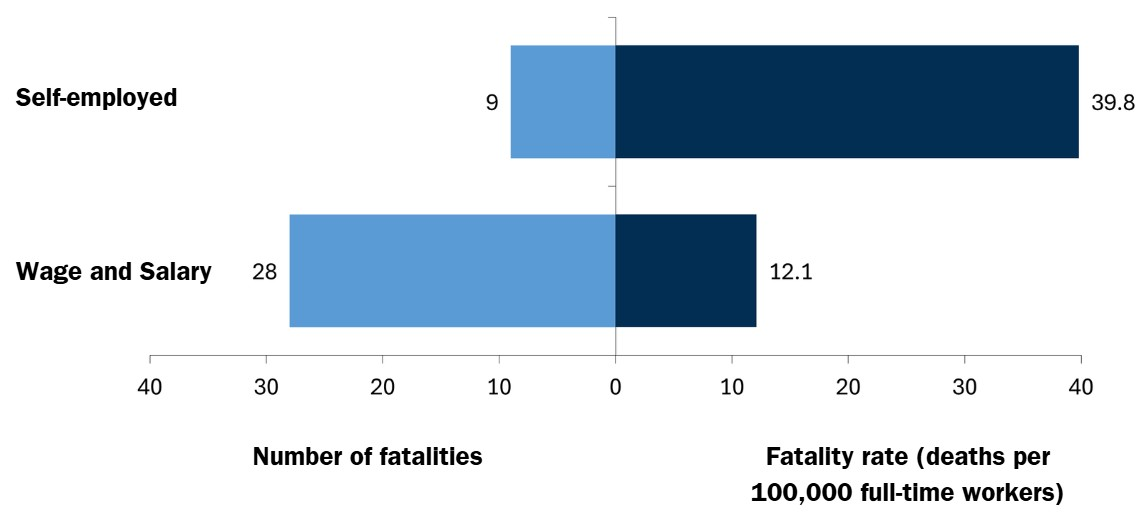 Self-employed
9
39.8
Wage and Salary
28
12.1
40 30 20 10 0 10 20 30 40
Number of fatalities
Fatality rate (deaths per
100,000 full-time workers)